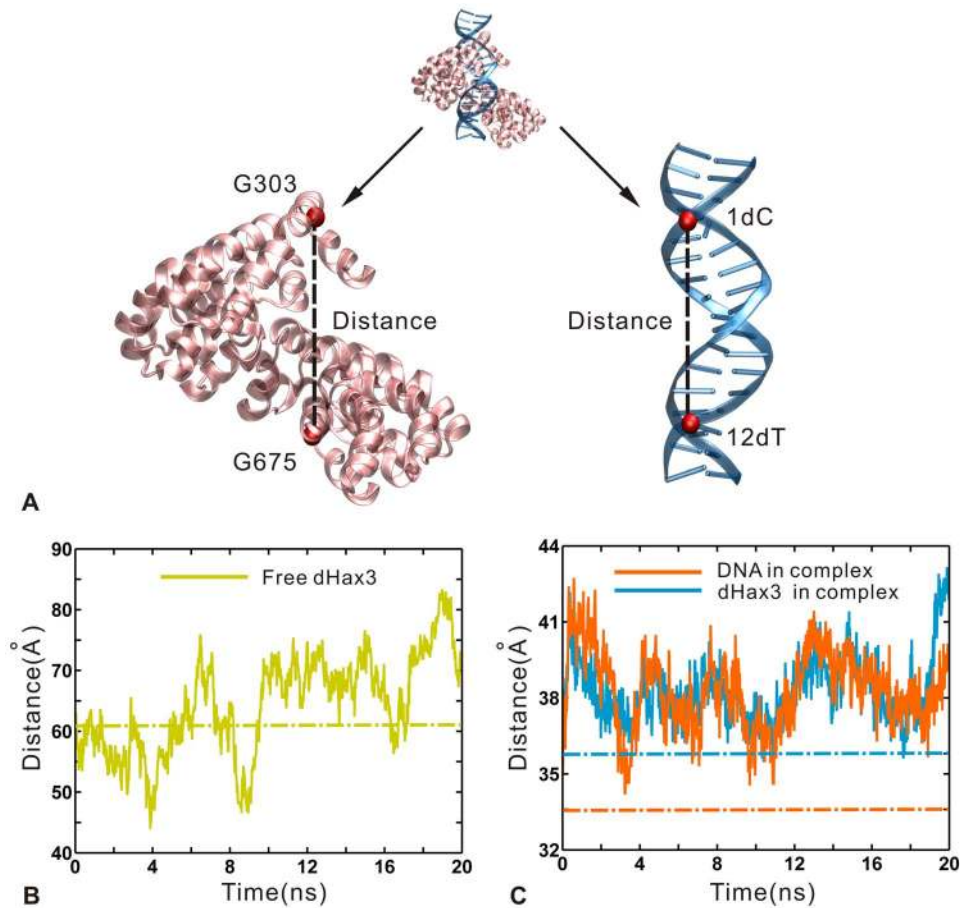 G303
1dC
Distance
Distance
12dT
G675
A
90
80
70
60
50
40
Distance(Å)
Free dHax3
0
4
8
12
16
20
Time(ns)
B
44
41
38
35
32
Distance(Å)
DNA in complex
dHax3 in complex
0
4
8
12
16
20
Time(ns)
C